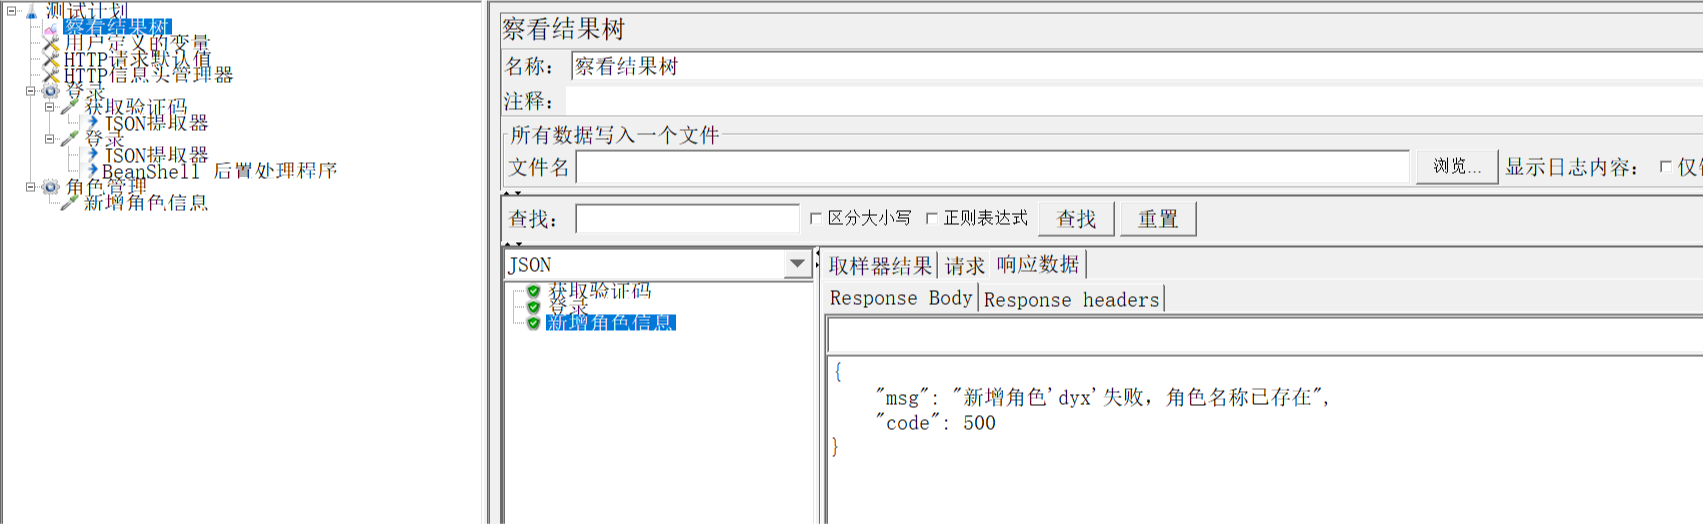 测试计划
察看结果树
用户定义的变量
HTTP请求默认值
HTTP信息头管理器
登录
获取验证码
JSON提取器
登录
JSON提取器
BeanShell 后置处理程序
角色管理
新增角色信息
察看结果树
名称： 察看结果树
注释：
所有数据写入一个文件
文件名 浏览... 显示日志内容： 仅
查找： 区分大小写 正则表达式 查找 重置
JSON
获取验证码
登录
新增角色信息
取样器结果 请求 响应数据
Response Body Response headers
{
"msg": "新增角色'dyx'失败，角色名称已存在",
"code": 500
}